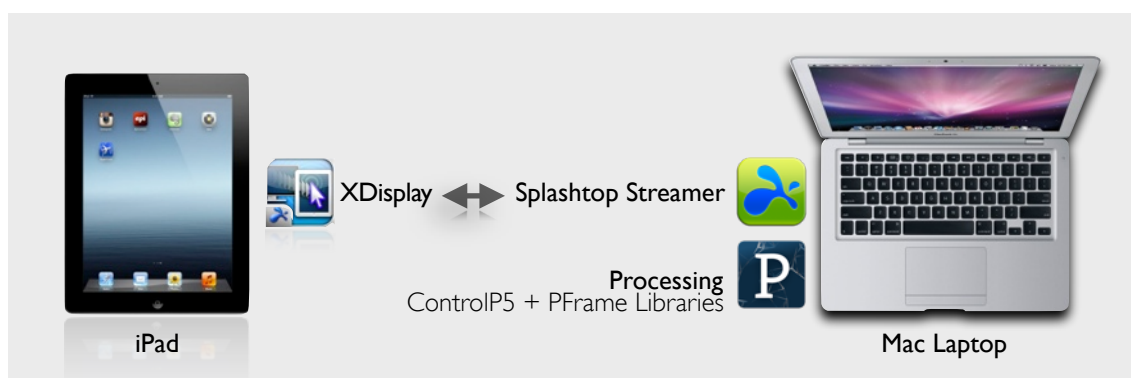 XDisplay
Splashtop Streamer
P
Processing
ControlP5 + PFrame Libraries
iPad
Mac Laptop